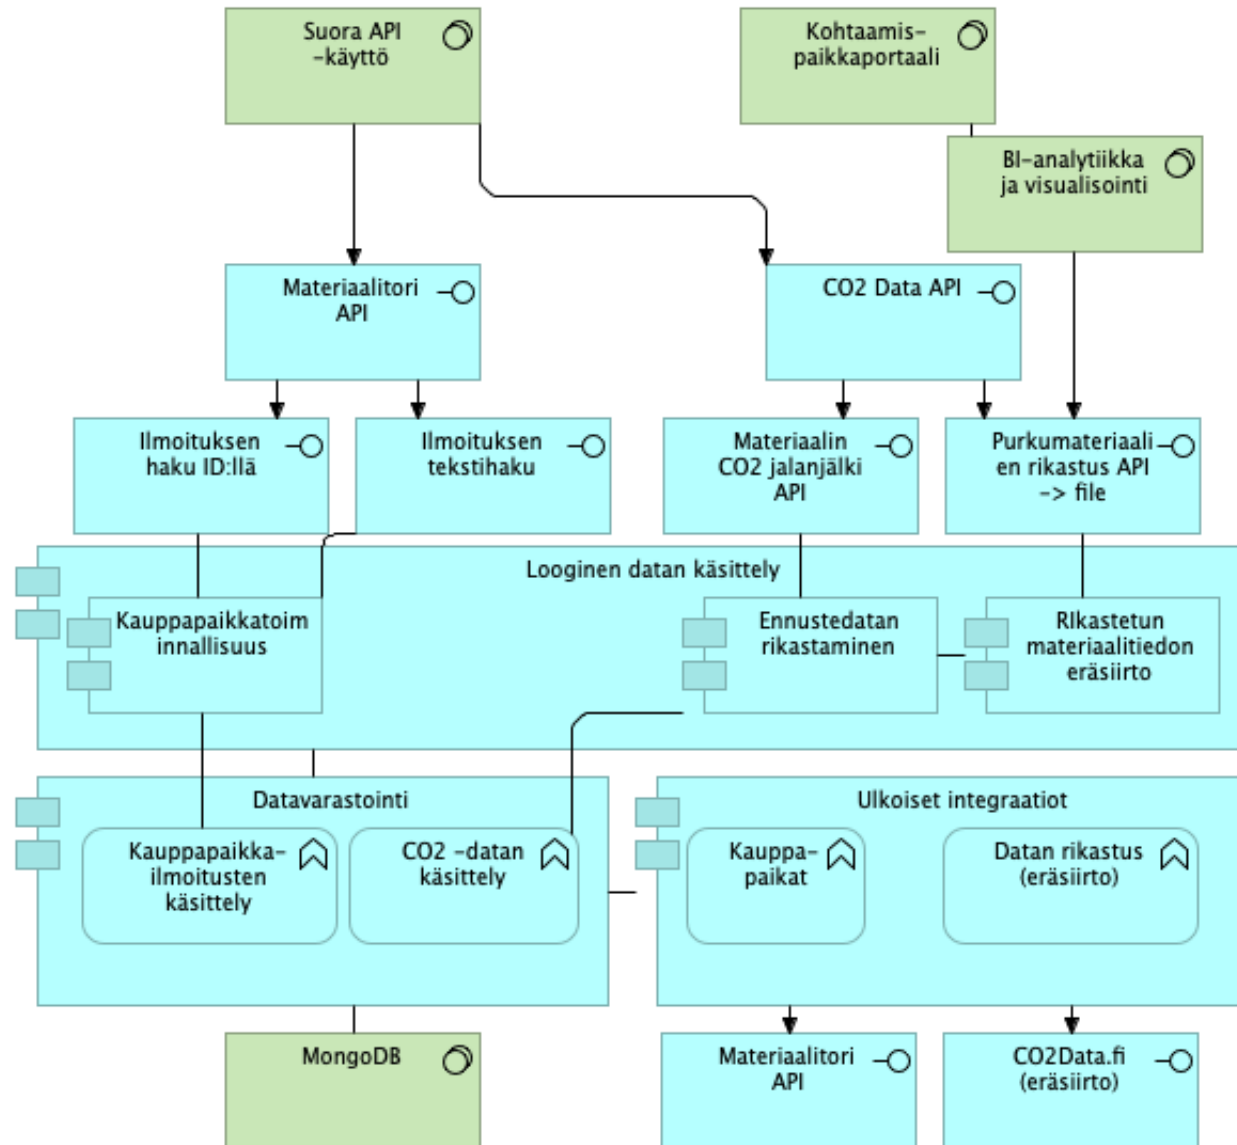 Suora API
-käyttö
Kohtaamis-
paikkaportaali
BI-analytiikka
ja visualisointi
Materiaalitori
API
CO2 Data API
Ilmoituksen
haku ID:llä
Ilmoituksen
tekstihaku
Materiaalin
CO2 jalanjälki
API
Purkumateriaali
en rikastus API
-> file
Looginen datan käsittely
Kauppapaikkatoim
innallisuus
Ennustedatan
rikastaminen
RIkastetun
materiaalitiedon
eräsiirto
Datavarastointi
Kauppapaikka-
ilmoitusten
käsittely
CO2 -datan
käsittely
Ulkoiset integraatiot
Kauppa-
paikat
Datan rikastus
(eräsiirto)
MongoDB
Materiaalitori
API
CO2Data.fi
(eräsiirto)